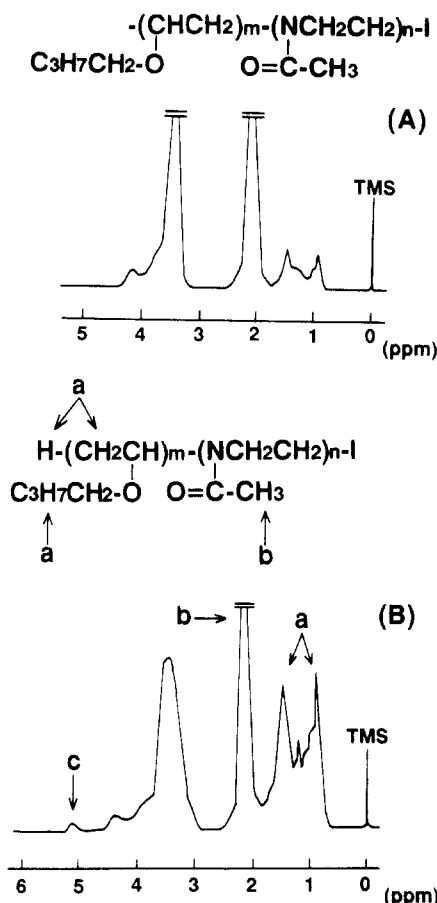 -(CHCH2)m-(NCH2CH2)n-I
C3H7CH2-O O=C-CH3
(A)
TMS
5 4 3 2 1 0
(ppm)
a
H-(CH2CH)m-(NCH2CH2)n-I
C3H7CH2-O O=C-CH3
a b
b a (B)
c TMS
6 5 4 3 2 1 0
(ppm)